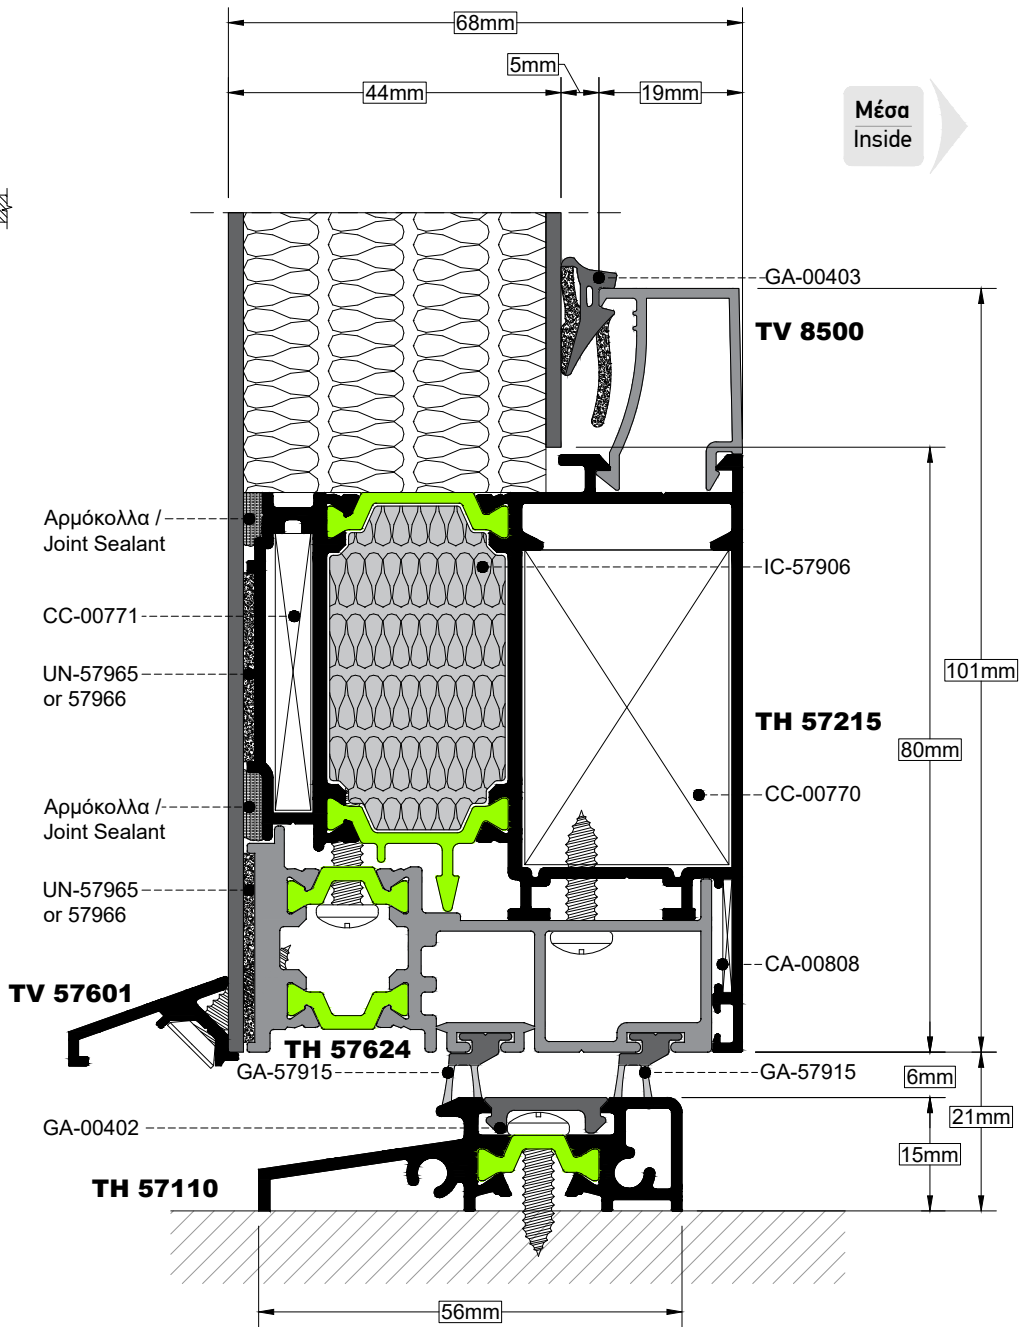 68mm
5mm
44mm
19mm
Μέσα
Inside
GA-00403
TV 8500
Αρμόκολλα /
Joint Sealant
IC-57906
CC-00771
UN-57965
or 57966
101mm
TH 57215
80mm
CC-00770
Αρμόκολλα /
Joint Sealant
UN-57965
or 57966
CA-00808
TV 57601
TH 57624
GA-57915
GA-57915
6mm
21mm
GA-00402
15mm
TH 57110
56mm